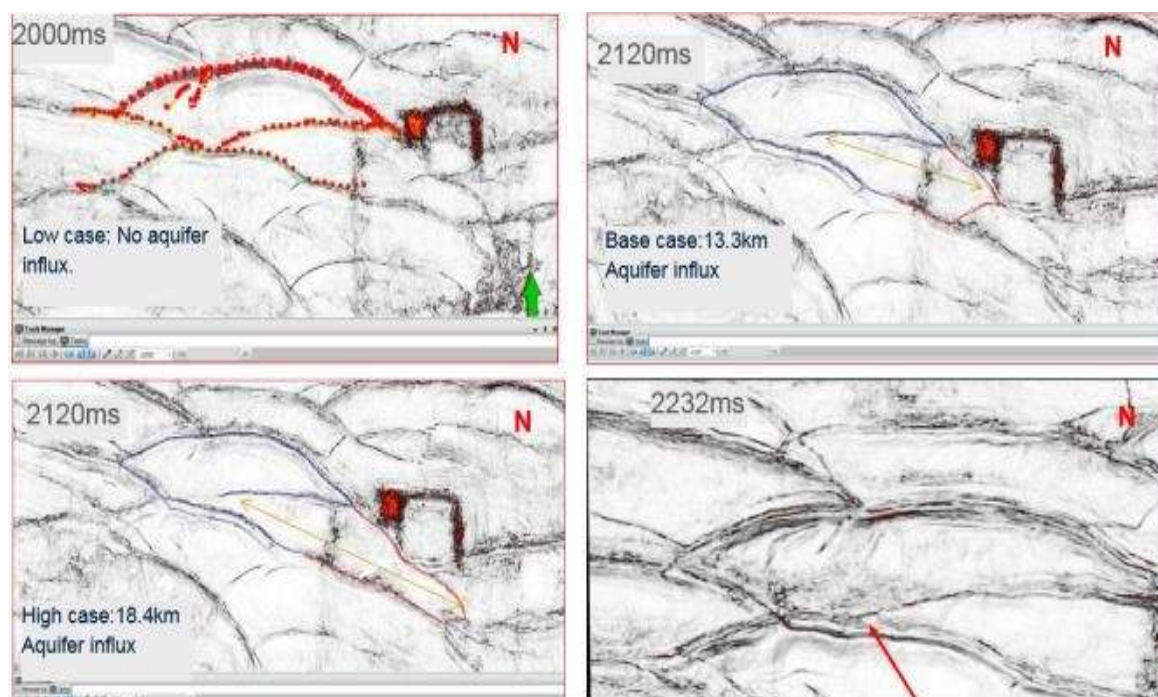 2000ms
N
Low case: No aquifer
influx.
2120ms
N
Base case:13.3km
Aquifer influx
2120ms
N
High case:18.4km
Aquifer influx
2232ms
N